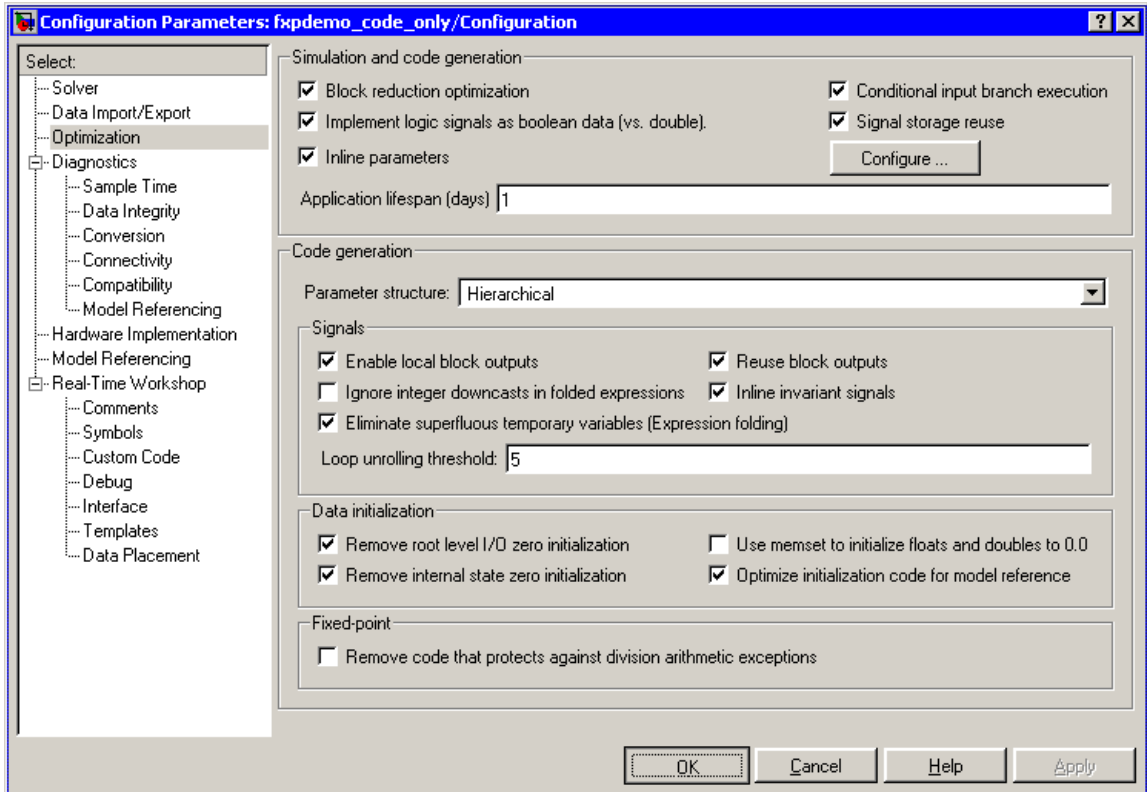 Configuration Parameters: fxpdemo_code_only/Configuration
Select:
Solver
Data Import/Export
Optimization
Diagnostics
Sample Time
Data Integrity
Conversion
Connectivity
Compatibility
Model Referencing
Hardware Implementation
Model Referencing
Real-Time Workshop
Comments
Symbols
Custom Code
Debug
Interface
Templates
Data Placement
Simulation and code generation
Block reduction optimization
Conditional input branch execution
Implement logic signals as boolean data (vs. double).
Signal storage reuse
Inline parameters
Configure ...
Application lifespan (days) 1
Code generation
Parameter structure: Hierarchical
Signals
Enable local block outputs
Reuse block outputs
Ignore integer downcasts in folded expressions
Inline invariant signals
Eliminate superfluous temporary variables (Expression folding)
Loop unrolling threshold: 5
Data initialization
Remove root level I/O zero initialization
Use memset to initialize floats and doubles to 0.0
Remove internal state zero initialization
Optimize initialization code for model reference
Fixed-point
Remove code that protects against division arithmetic exceptions
OK Cancel Help Apply